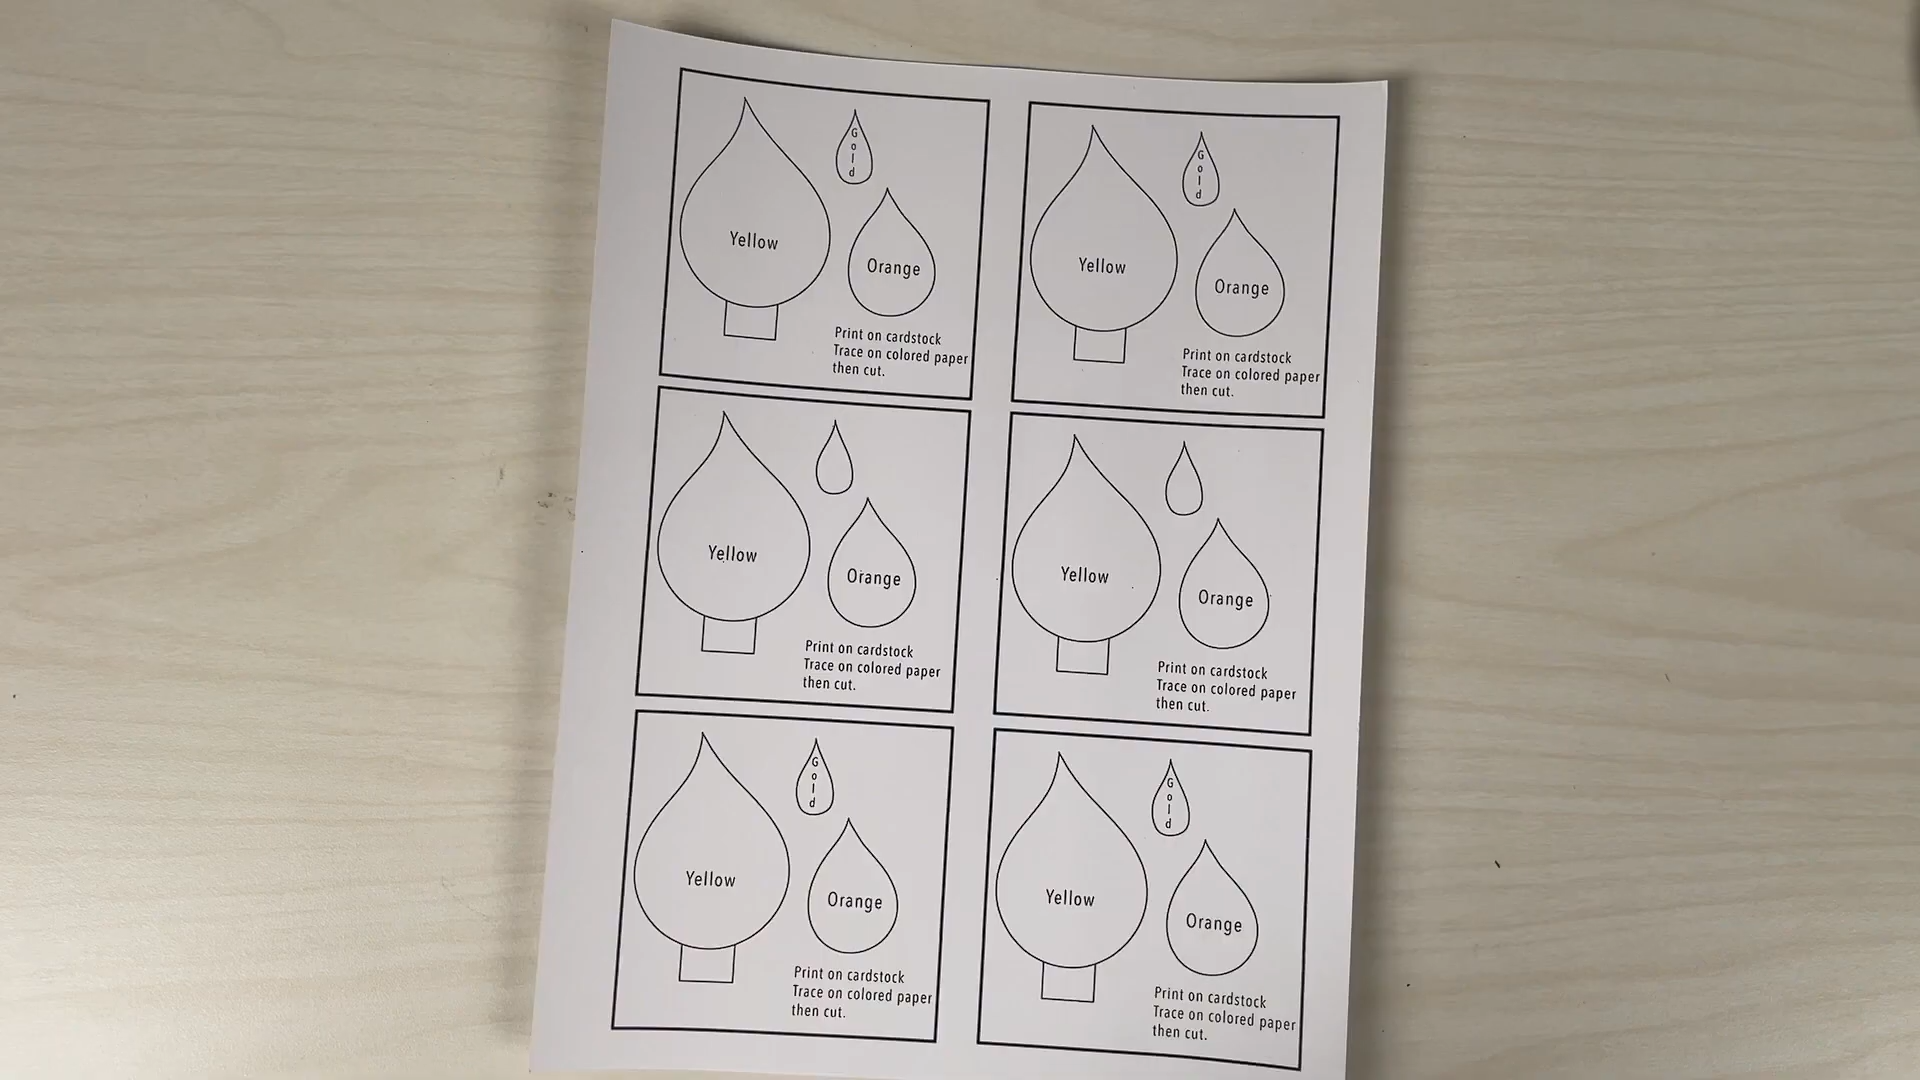 Gold
Yellow
Orange
Print on cardstock
Trace on colored paper
then cut.
Gold
Yellow
Orange
Print on cardstock
Trace on colored paper
then cut.
Yellow
Orange
Print on cardstock
Trace on colored paper
then cut.
Yellow
Orange
Print on cardstock
Trace on colored paper
then cut.
Gold
Yellow
Orange
Print on cardstock
Trace on colored paper
then cut.
Gold
Yellow
Orange
Print on cardstock
Trace on colored paper
then cut.